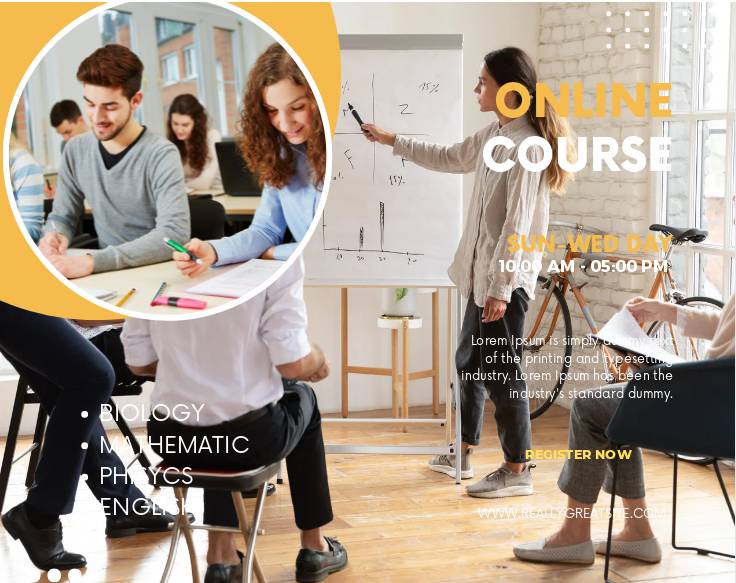 ONLINE
COURSE
SUN-WED DAY
10:00 AM - 05:00 PM
Lorem Ipsum is simply dummy text
of the printing and typesetting
industry. Lorem Ipsum has been the
industry's standard dummy.
• BIOLOGY
• MATHEMATIC
• PHISYCS
• ENGLISH
REGISTER NOW
WWW.REALLYGREATSITE.COM